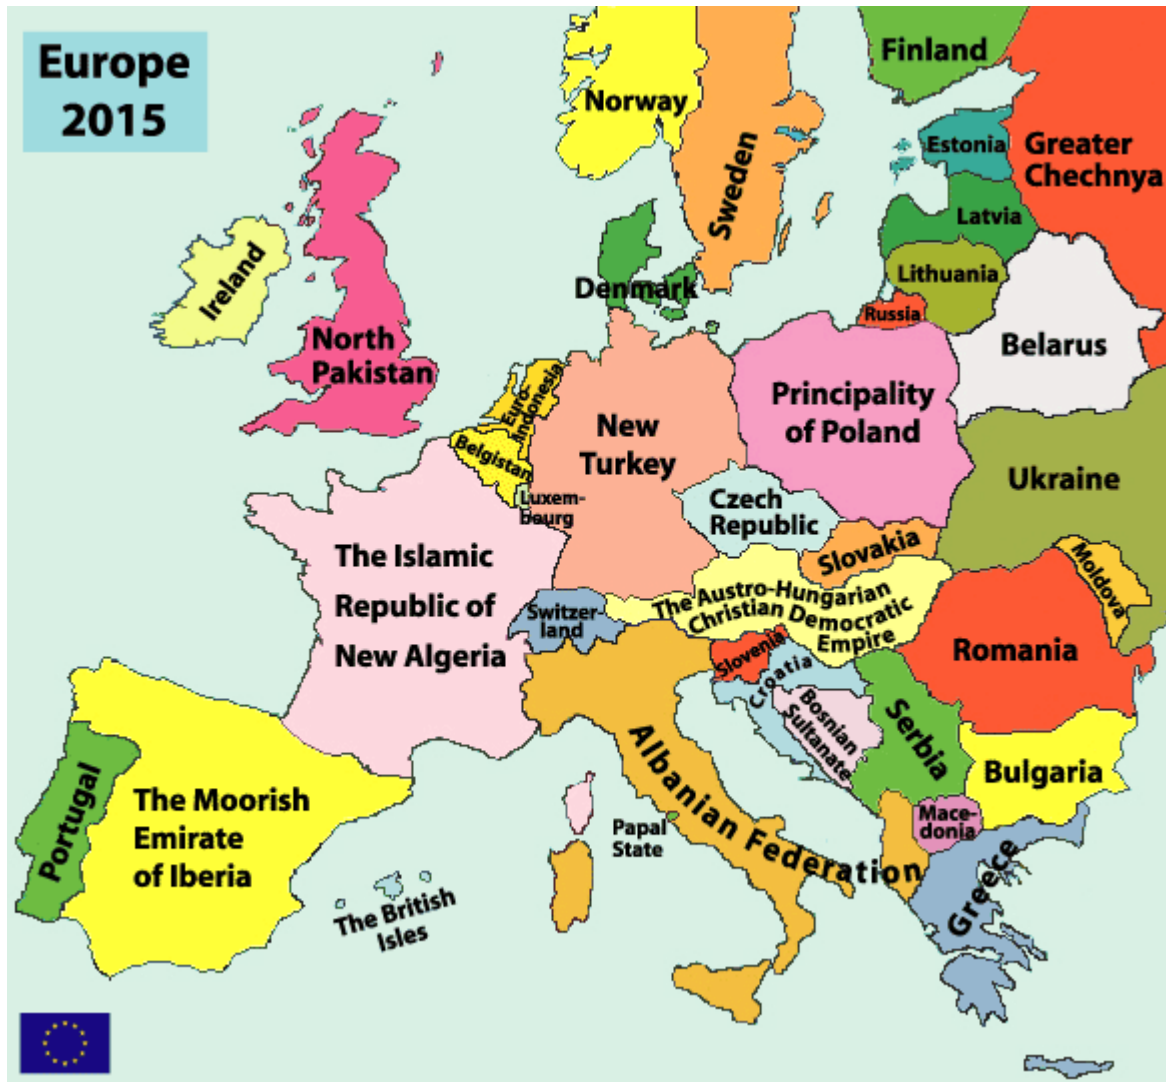 Europe
2015
Norway
Finland
Sweden
Estonia
Greater
Chechnya
Latvia
Lithuania
Russia
Ireland
Denmark
North
Pakistan
Belarus
Euro-
Indonesia
Belgistan
Luxem-
bourg
New
Turkey
Principality
of Poland
Ukraine
Czech
Republic
Slovakia
Moldova
The Islamic
Republic of
New Algeria
Switzer-
land
The Austro-Hungarian
Christian Democratic
Empire
Slovenia
Croatia
Romania
Bosnian
Sultanate
Serbia
Bulgaria
Portugal
The Moorish
Emirate
of Iberia
The British
Isles
Papal
State
Albanian Federation
Mace-
donia
Greece